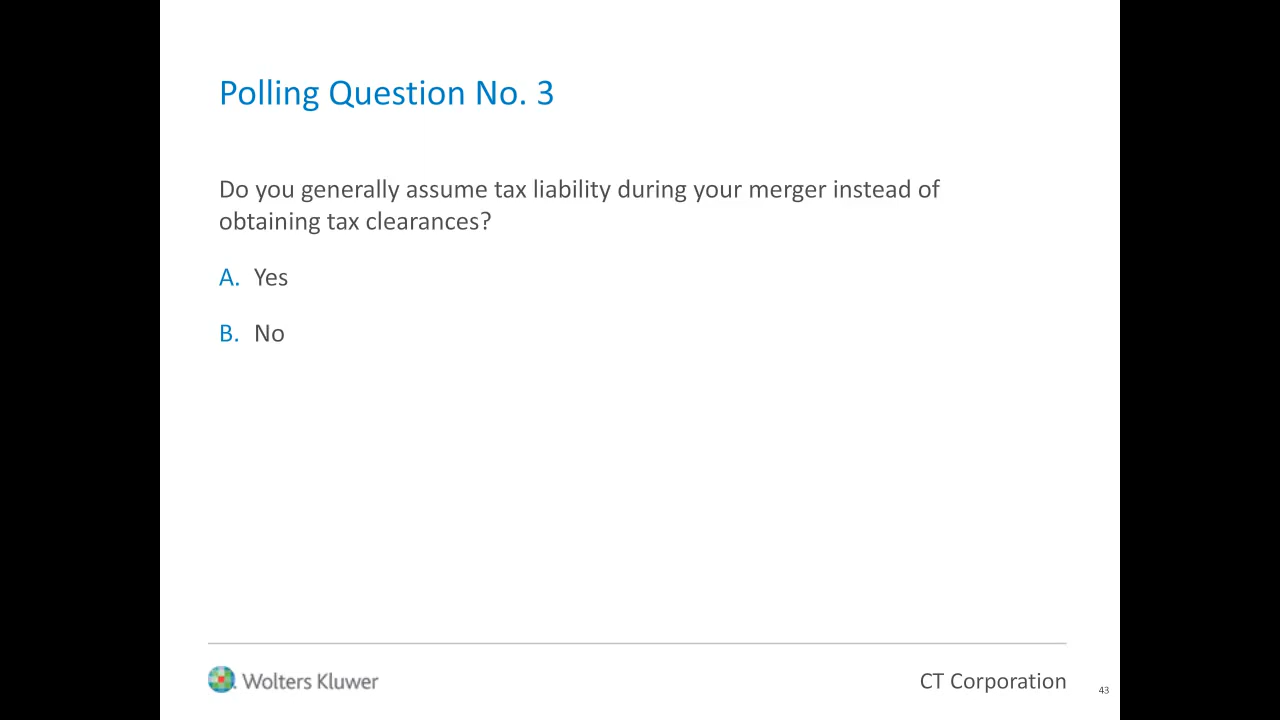 Polling Question No. 3
Do you generally assume tax liability during your merger instead of
obtaining tax clearances?
A. Yes
B. No
Wolters Kluwer
CT Corporation
43